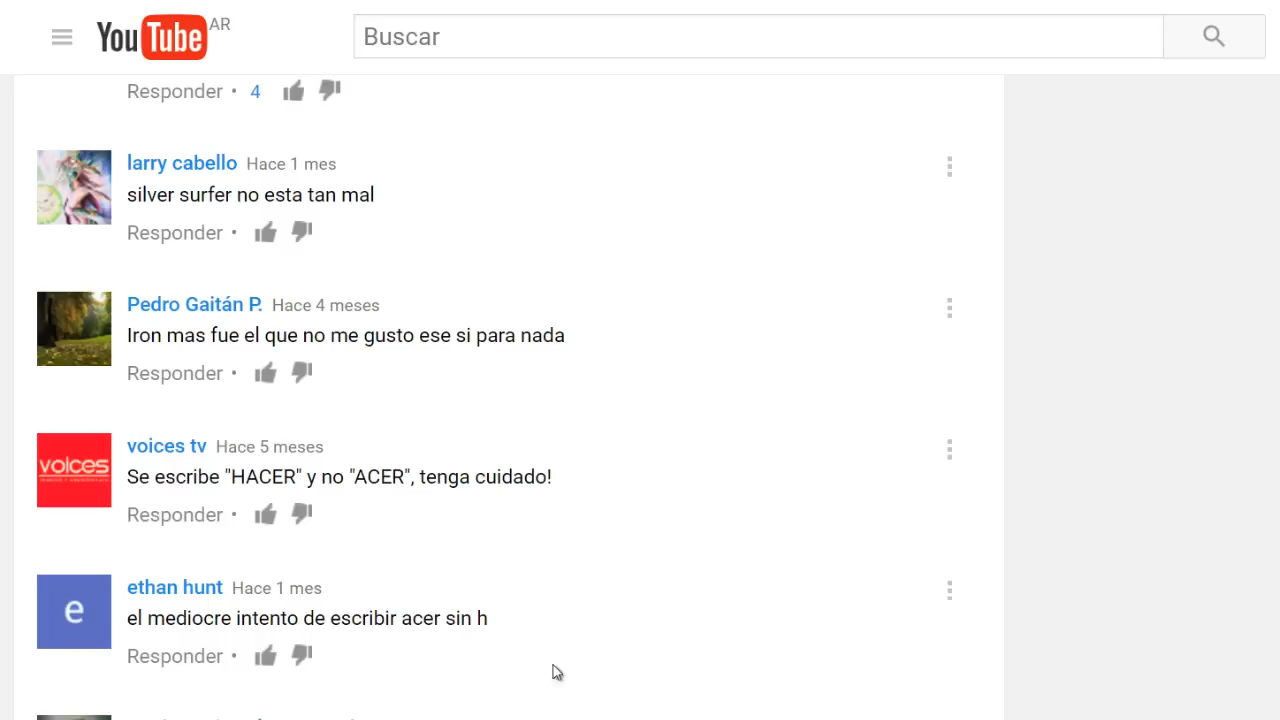 YouTube AR
Buscar
Responder • 4
larry cabello Hace 1 mes
silver surfer no esta tan mal
Responder •
Pedro Gaitán P. Hace 4 meses
Iron mas fue el que no me gusto ese si para nada
Responder •
voices
voices tv Hace 5 meses
Se escribe "HACER" y no "ACER", tenga cuidado!
Responder •
e
ethan hunt Hace 1 mes
el mediocre intento de escribir acer sin h
Responder •